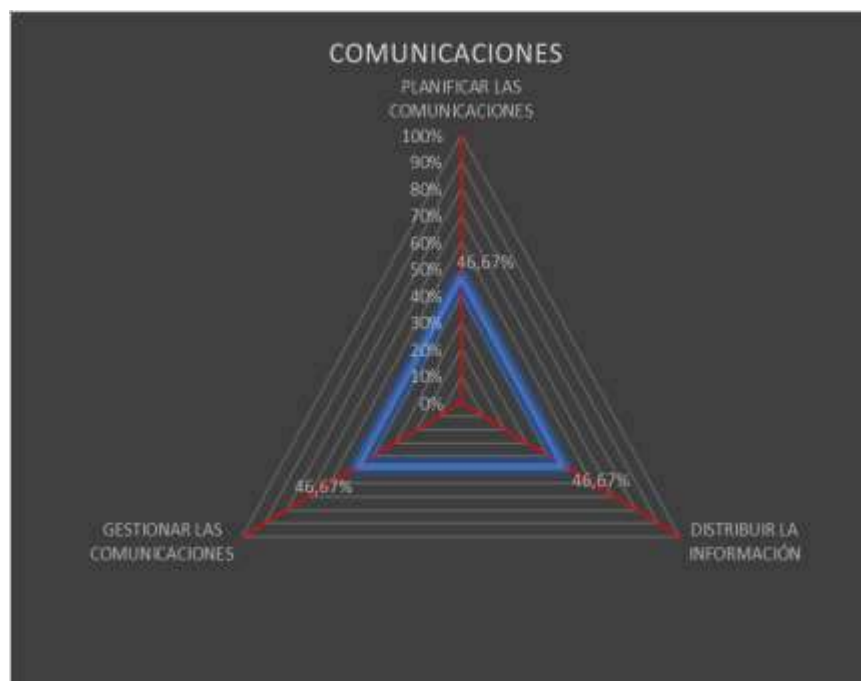 COMUNICACIONES
PLANIFICAR LAS
COMUNICACIONES
100%
90%
80%
70%
60%
46,67%
50%
40%
30%
20%
10%
0%
46,67%
46,67%
GESTIONAR LAS
COMUNICACIONES
DISTRIBUIR LA
INFORMACIÓN